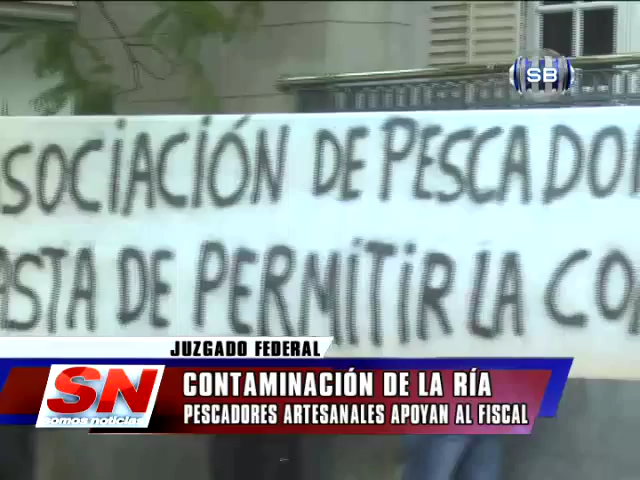 SB
SOCIACIÓN DE PESCADO
ASTA DE PERMITIR LA CO
JUZGADO FEDERAL
SN
somos noticias
CONTAMINACIÓN DE LA RÍA
PESCADORES ARTESANALES APOYAN AL FISCAL